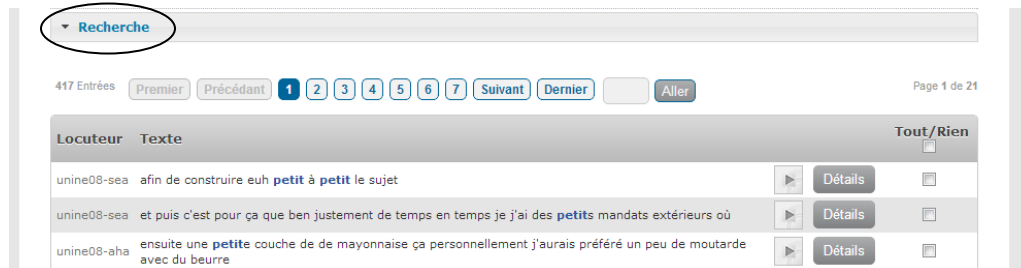 Recherche
417 Entrées Premier Précédant 1 2 3 4 5 6 7 Suivant Dernier Aller Page 1 de 21
Locuteur Texte Tout/Rien
unine08-sea afin de construire euh petit à petit le sujet Détails
unine08-sea et puis c'est pour ça que ben justement de temps en temps je j'ai des petits mandats extérieurs où Détails
unine08-aha ensuite une petite couche de de mayonnaise ça personnellement j'aurais préféré un peu de moutarde Détails
avec du beurre